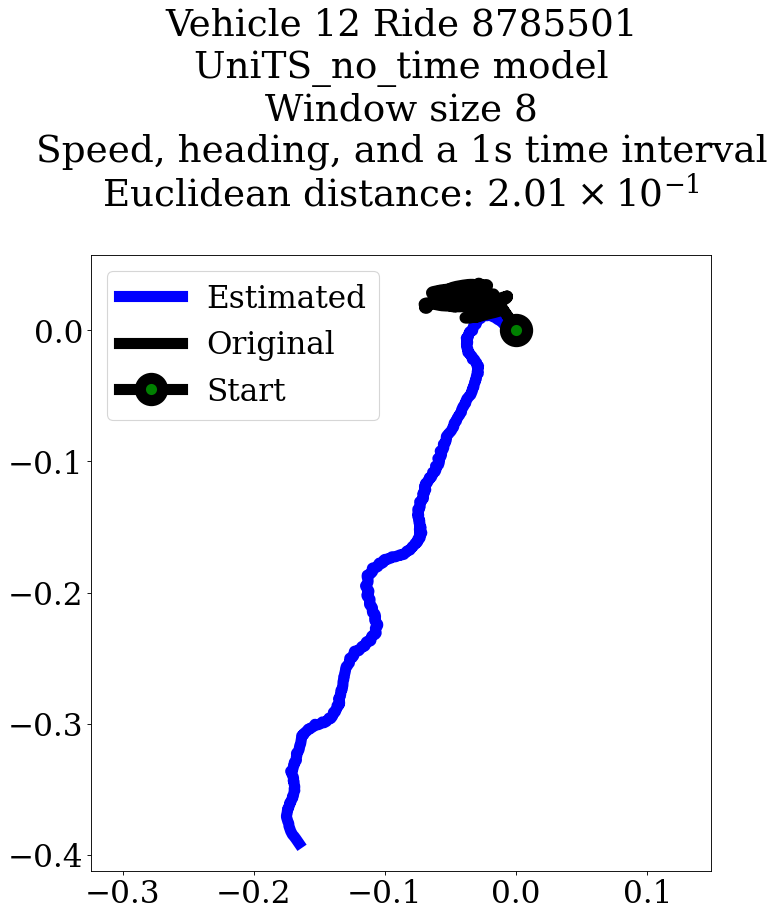 Vehicle 12 Ride 8785501
UniTS_no_time model
Window size 8
Speed, heading, and a 1s time interval
Euclidean distance: 2.01 × 10⁻¹
Estimated
Original
Start
0.0
−0.1
−0.2
−0.3
−0.4
−0.3 −0.2 −0.1 0.0 0.1